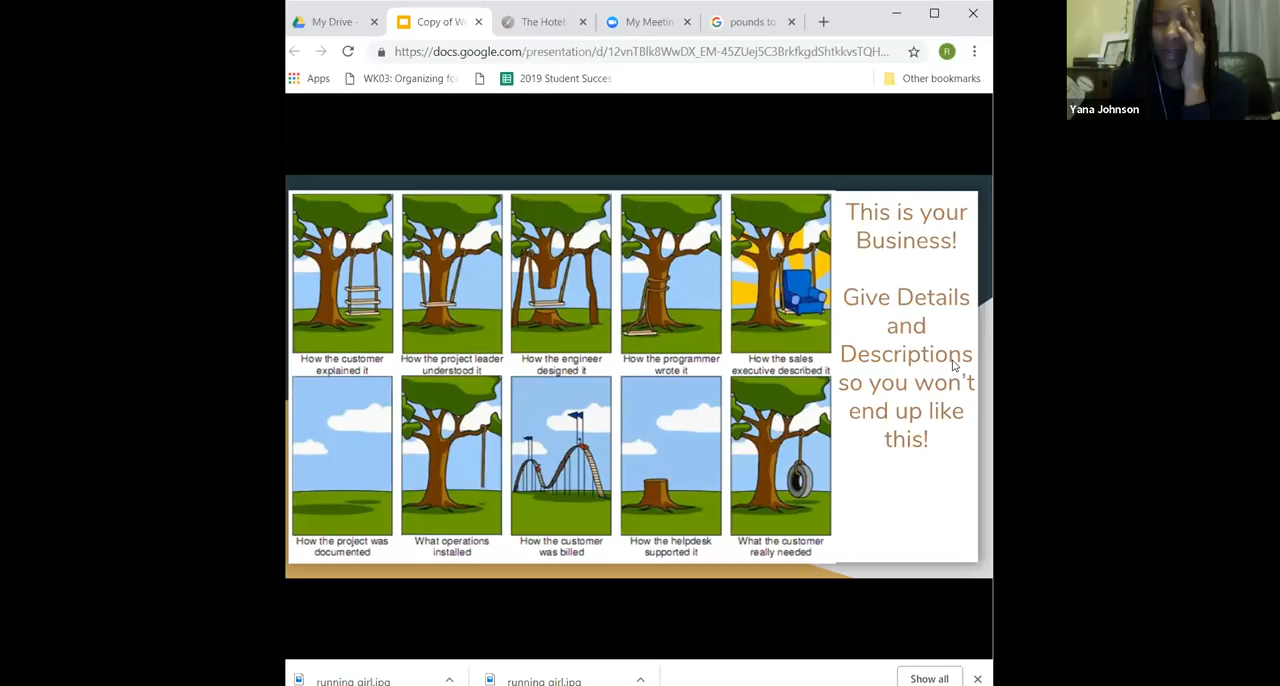 My Drive -
Copy of We
The Hotel
My Meetin
pounds to
https://docs.google.com/presentation/d/12vnTBlk8WwDX_EM-45ZUej5C3BrkfkgdShtkkvsTQH...
R
Apps
WK03: Organizing fo
2019 Student Succes
Other bookmarks
Yana Johnson
This is your
Business!
Give Details
and
Descriptions
so you won't
end up like
this!
How the customer
explained it
How the project leader
understood it
How the engineer
designed it
How the programmer
wrote it
How the sales
executive described it
How the project was
documented
What operations
installed
How the customer
was billed
How the helpdesk
supported it
What the customer
really needed
running girl.jpg
running girl.jpg
Show all